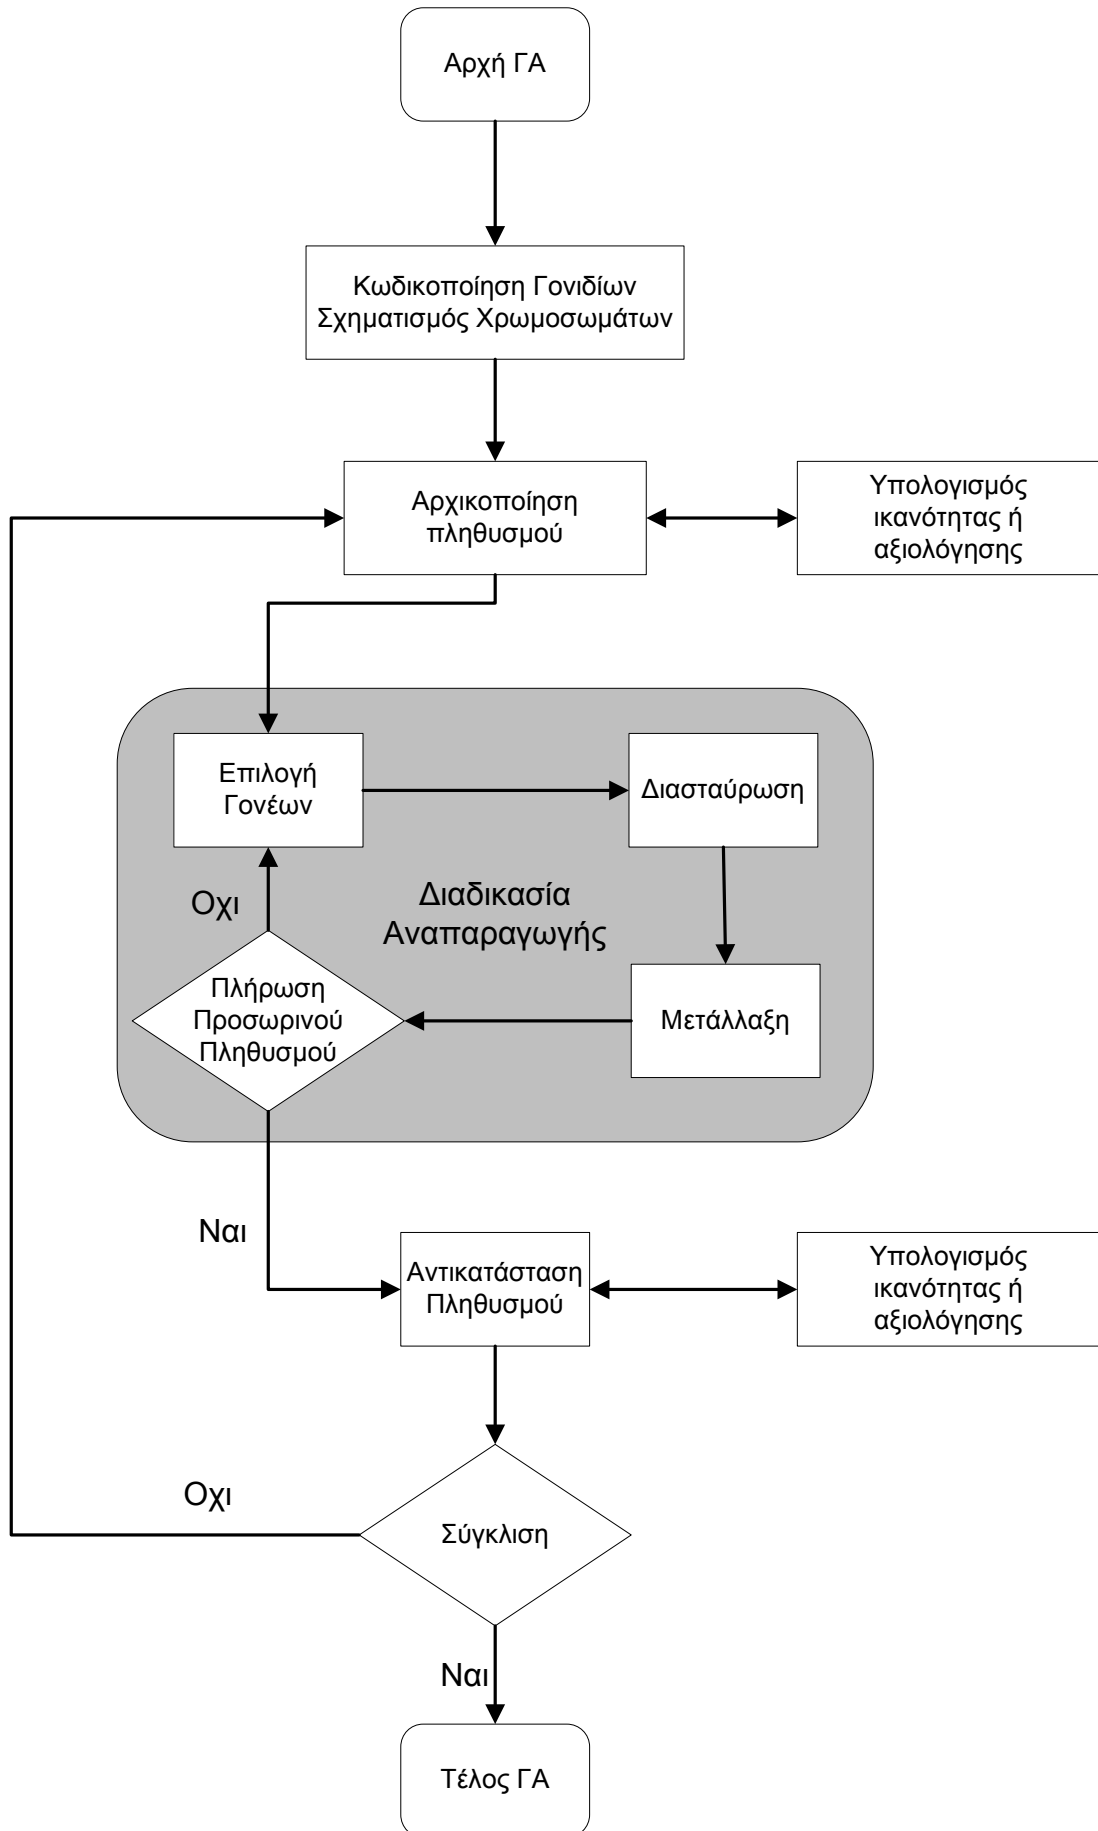 Αρχή ΓΑ
Κωδικοποίηση Γονιδίων
Σχηματισμός Χρωμοσωμάτων
Αρχικοποίηση
πληθυσμού
Υπολογισμός
ικανότητας ή
αξιολόγησης
Επιλογή
Γονέων
Διασταύρωση
Οχι
Διαδικασία
Αναπαραγωγής
Πλήρωση
Προσωρινού
Πληθυσμού
Μετάλλαξη
Ναι
Αντικατάσταση
Πληθυσμού
Υπολογισμός
ικανότητας ή
αξιολόγησης
Οχι
Σύγκλιση
Ναι
Τέλος ΓΑ